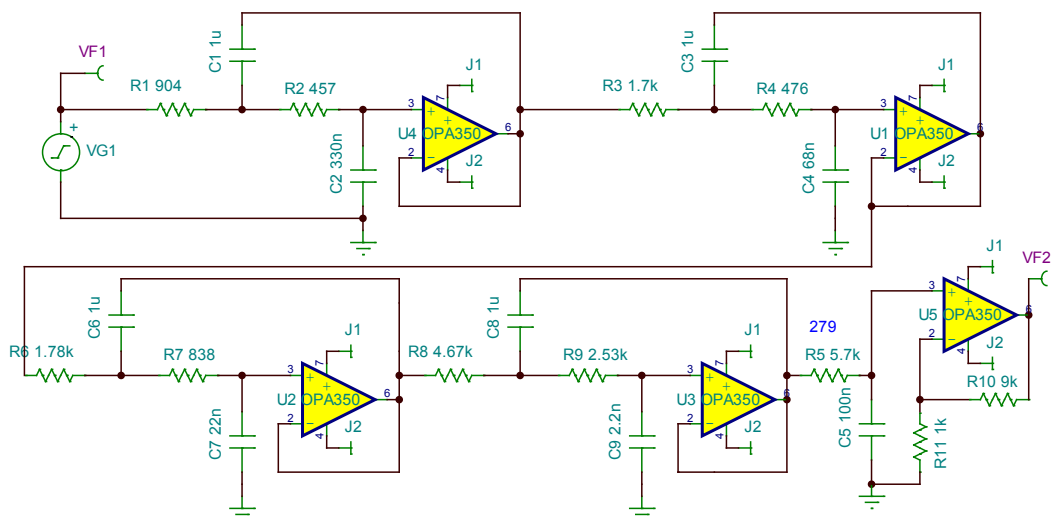 VF1
VG1
+
R1 904
C1 1u
R2 457
C2 330n
3
2
7
4
6
+
+
−
U4 OPA350
J1
J2
R3 1.7k
C3 1u
R4 476
C4 68n
3
2
7
4
6
+
+
−
U1 OPA350
J1
J2
R6 1.78k
C6 1u
R7 838
C7 22n
3
2
7
4
6
+
+
−
U2 OPA350
J1
J2
R8 4.67k
C8 1u
R9 2.53k
C9 2.2n
3
2
7
4
6
+
+
−
U3 OPA350
J1
J2
279
R5 5.7k
C5 100n
3
2
7
4
6
+
+
−
U5 OPA350
J1
J2
VF2
R10 9k
R11 1k